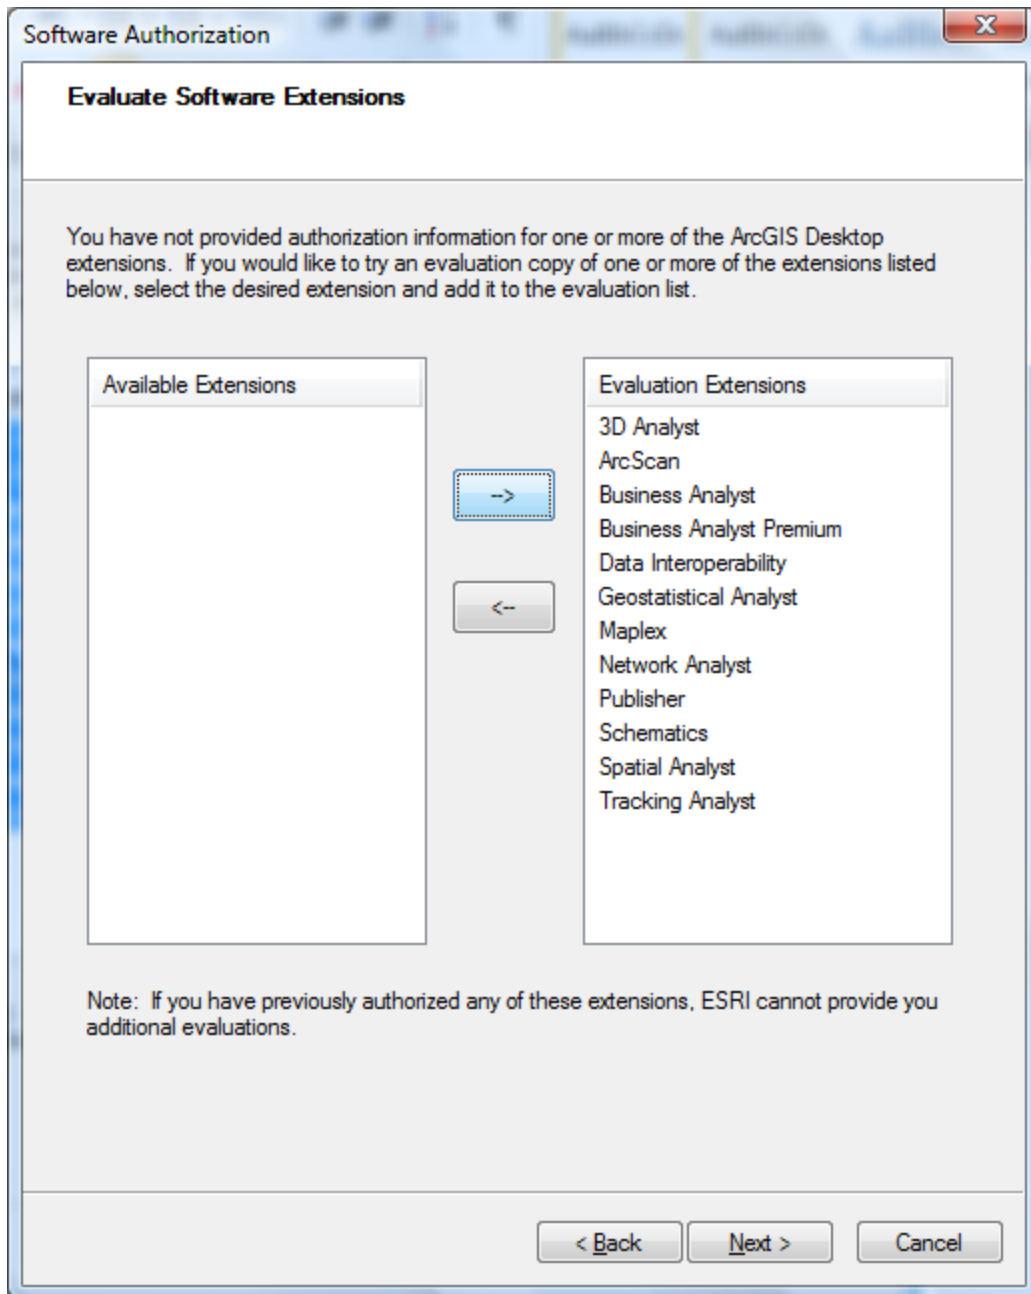 Software Authorization
X
Evaluate Software Extensions
You have not provided authorization information for one or more of the ArcGIS Desktop
extensions.  If you would like to try an evaluation copy of one or more of the extensions listed
below, select the desired extension and add it to the evaluation list.
Available Extensions
Evaluation Extensions
3D Analyst
ArcScan
Business Analyst
Business Analyst Premium
Data Interoperability
Geostatistical Analyst
Maplex
Network Analyst
Publisher
Schematics
Spatial Analyst
Tracking Analyst
-->
<--
Note:  If you have previously authorized any of these extensions, ESRI cannot provide you
additional evaluations.
< Back
Next >
Cancel